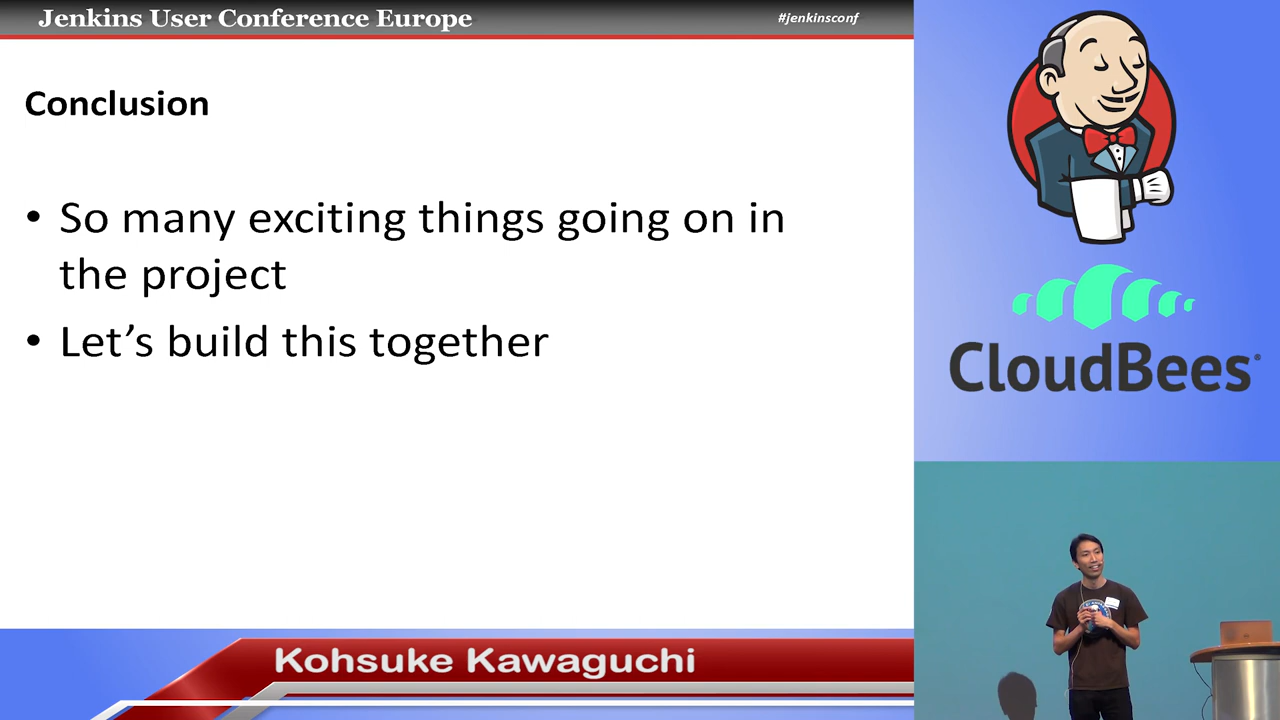 Jenkins User Conference Europe
#jenkinsconf
Conclusion
• So many exciting things going on in
the project
• Let’s build this together
CloudBees®
Kohsuke Kawaguchi